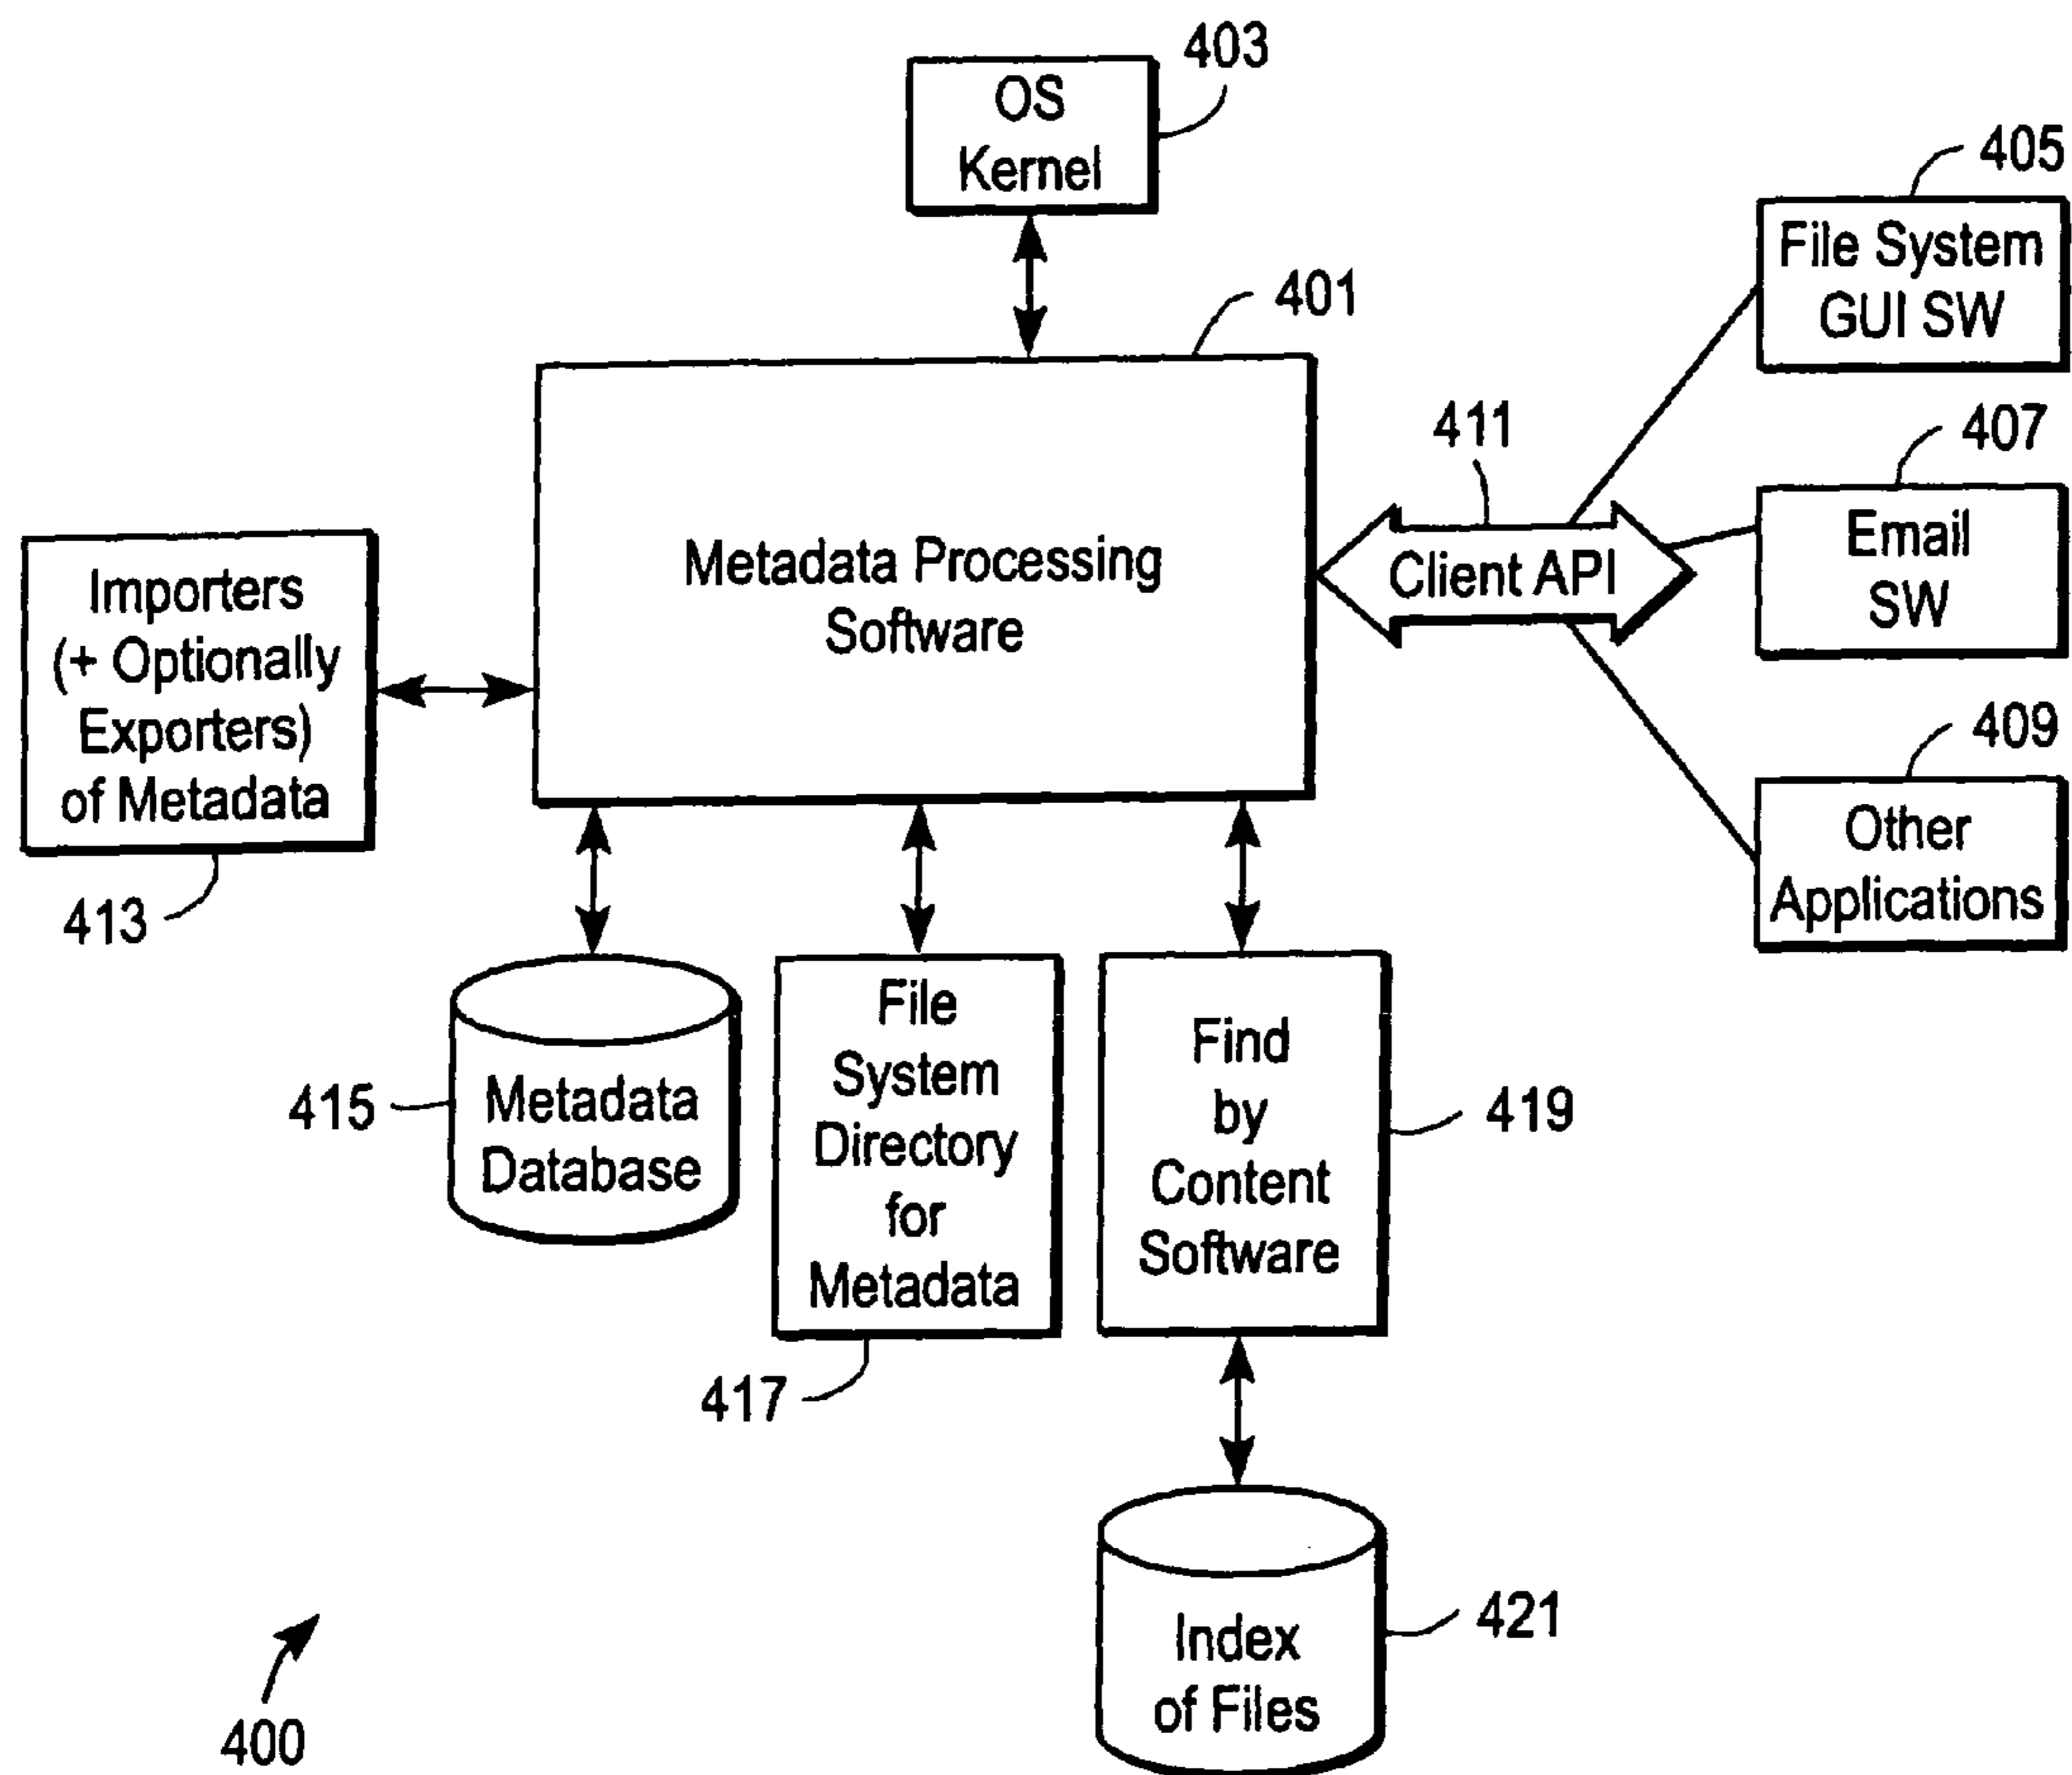 403
OS
Kernel
405
File System
GUI SW
401
411
407
Metadata Processing
Software
Client API
Email
SW
Importers
(+ Optionally
Exporters)
of Metadata
413
409
Other
Applications
415
Metadata
Database
File
System
Directory
for
Metadata
417
Find
by
Content
Software
419
Index
of Files
421
400